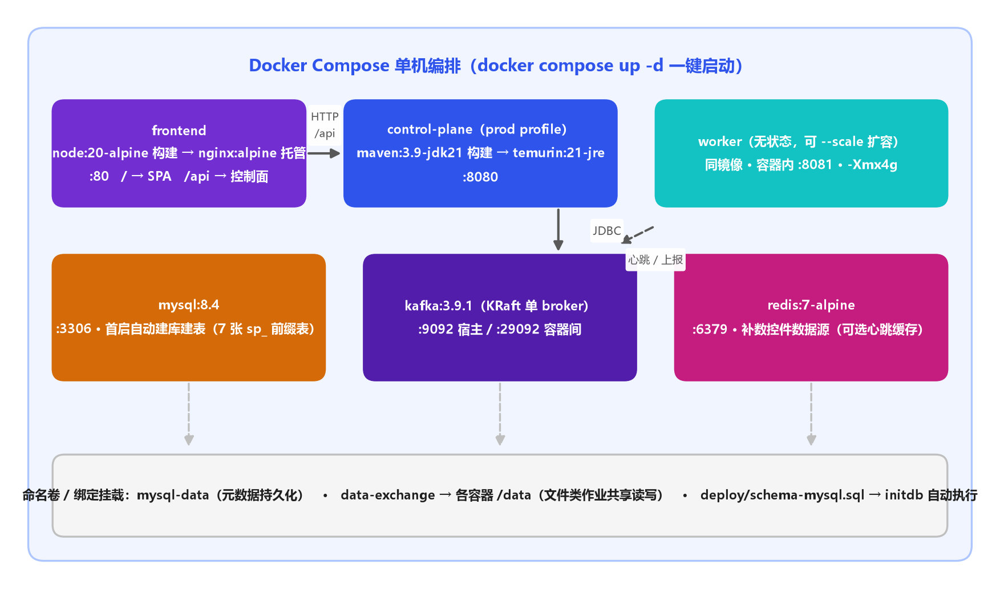 Docker Compose 单机编排（docker compose up -d 一键启动）
frontend
node:20-alpine 构建 → nginx:alpine 托管
:80 / → SPA /api → 控制面
HTTP
/api
control-plane（prod profile）
maven:3.9-jdk21 构建 → temurin:21-jre
:8080
worker（无状态，可 --scale 扩容）
同镜像 • 容器内 :8081 • -Xmx4g
JDBC
心跳 / 上报
mysql:8.4
:3306 • 首启自动建库建表（7 张 sp_ 前缀表）
kafka:3.9.1（KRaft 单 broker）
:9092 宿主 / :29092 容器间
redis:7-alpine
:6379 • 补数控件数据源（可选心跳缓存）
命名卷 / 绑定挂载：mysql-data（元数据持久化） • data-exchange → 各容器 /data（文件类作业共享读写） • deploy/schema-mysql.sql → initdb 自动执行